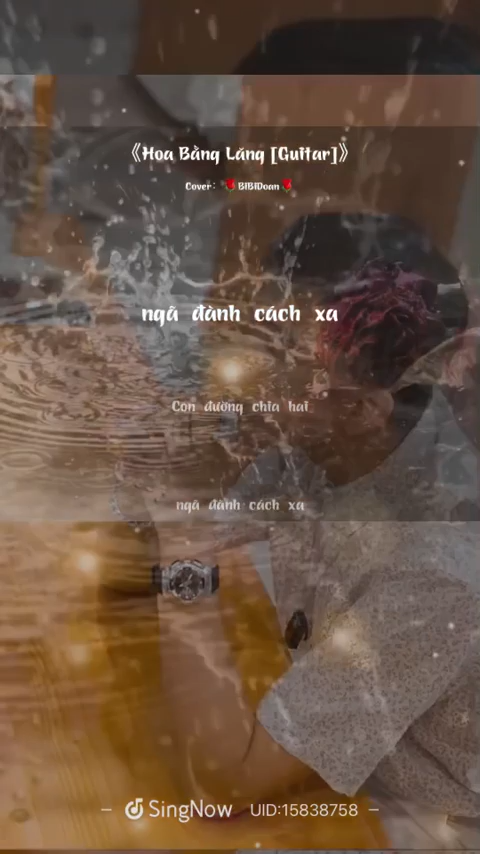 《Hoa Bằng Lăng [Guitar]》
Cover: 🌹BiBiDoan🌹
ngã đành cách xa
Con đường chia hai
ngã đành cách xa
– SingNow UID:15838758 –